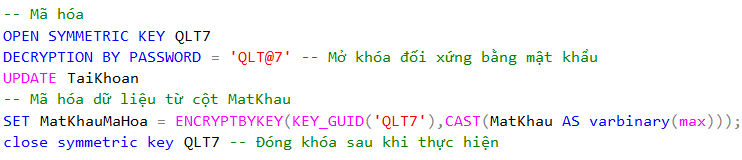 -- Mã hóa
OPEN SYMMETRIC KEY QLT7
DECRYPTION BY PASSWORD = 'QLT@7' -- Mở khóa đối xứng bằng mật khẩu
UPDATE TaiKhoan
-- Mã hóa dữ liệu từ cột MatKhau
SET MatKhauMaHoa = ENCRYPTBYKEY(KEY_GUID('QLT7'),CAST(MatKhau AS varbinary(max)));
close symmetric key QLT7 -- Đóng khóa sau khi thực hiện